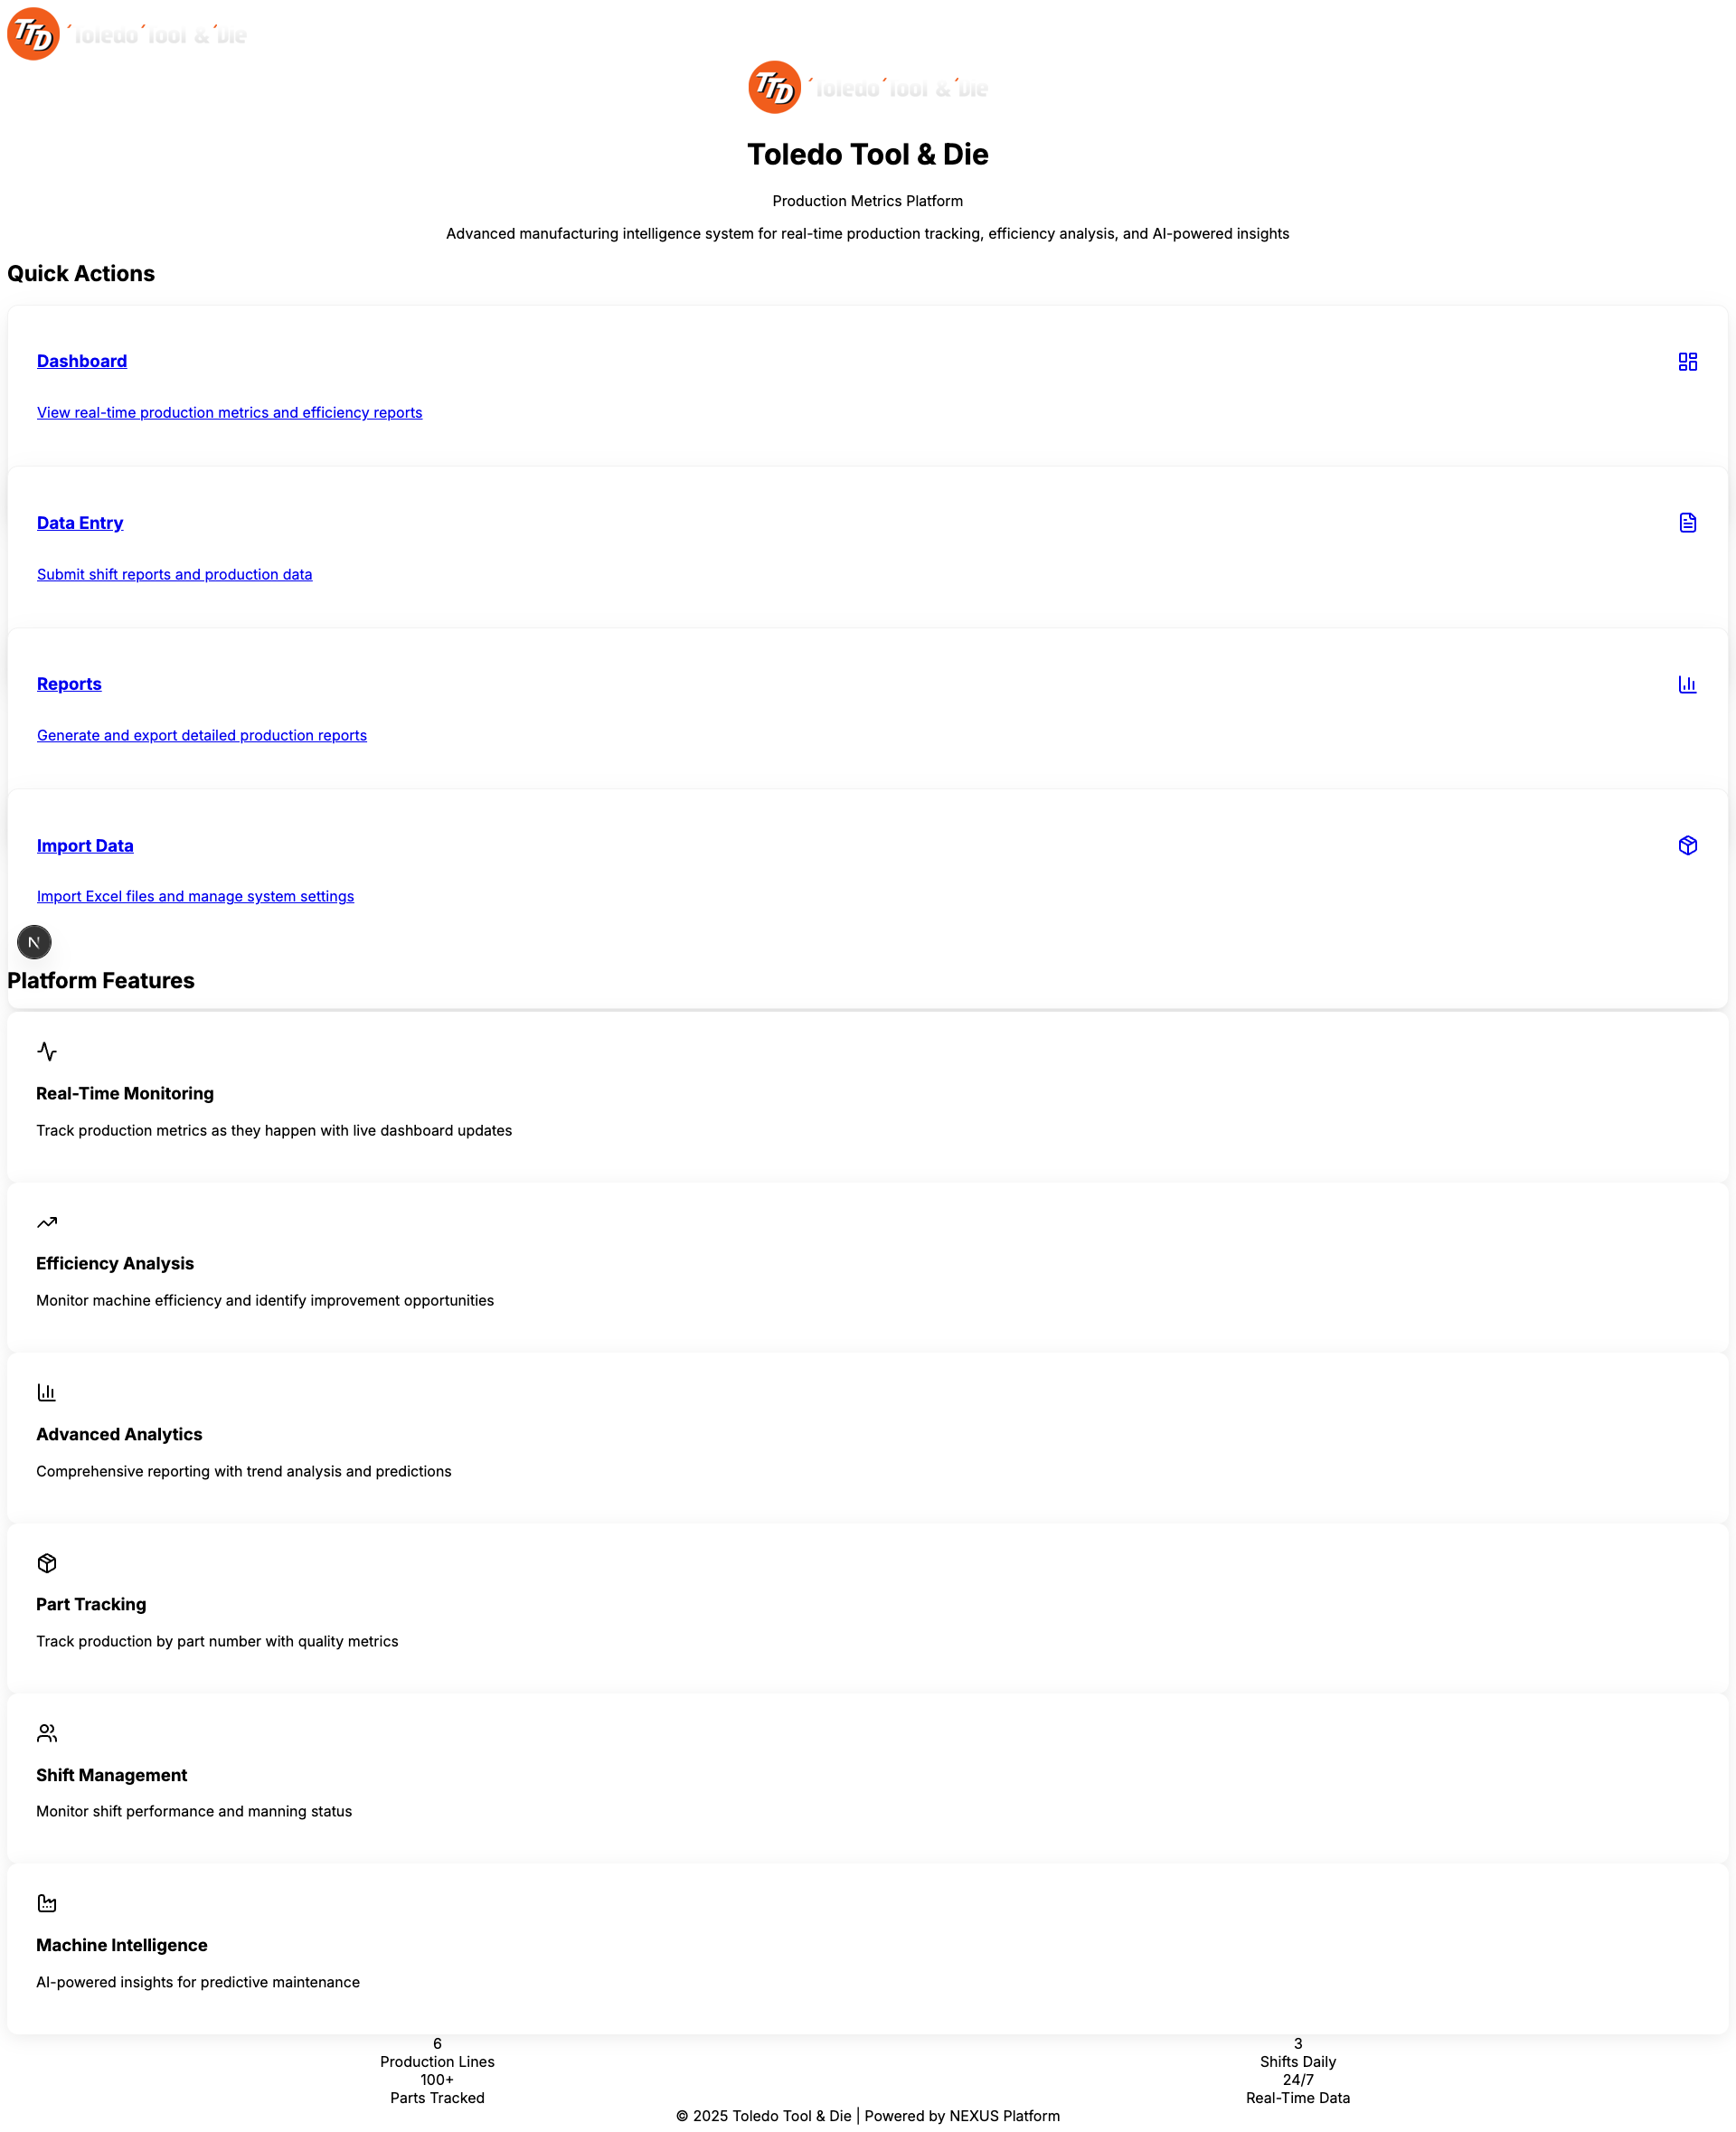 TTD Toledo Tool & Die
TTD Toledo Tool & Die
Toledo Tool & Die
Production Metrics Platform
Advanced manufacturing intelligence system for real-time production tracking, efficiency analysis, and AI-powered insights
Quick Actions
Dashboard
View real-time production metrics and efficiency reports
Data Entry
Submit shift reports and production data
Reports
Generate and export detailed production reports
Import Data
Import Excel files and manage system settings
N
Platform Features
Real-Time Monitoring
Track production metrics as they happen with live dashboard updates
Efficiency Analysis
Monitor machine efficiency and identify improvement opportunities
Advanced Analytics
Comprehensive reporting with trend analysis and predictions
Part Tracking
Track production by part number with quality metrics
Shift Management
Monitor shift performance and manning status
Machine Intelligence
AI-powered insights for predictive maintenance
6
Production Lines
3
Shifts Daily
100+
Parts Tracked
24/7
Real-Time Data
© 2025 Toledo Tool & Die | Powered by NEXUS Platform